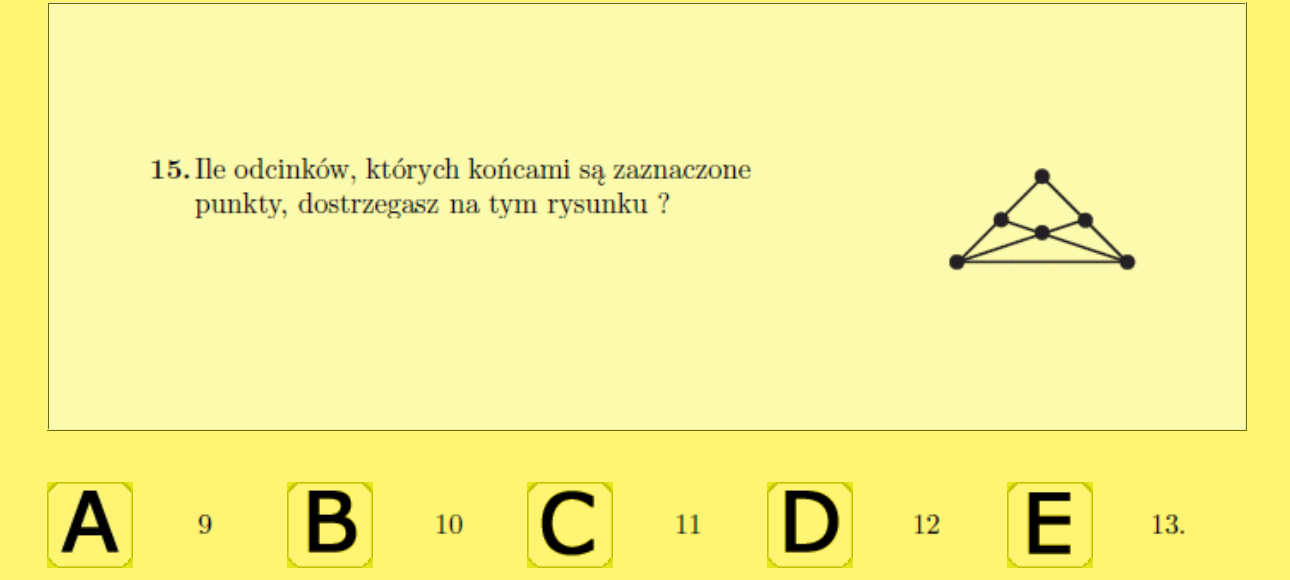 15. Ile odcinków, których końcami są zaznaczone
punkty, dostrzegasz na tym rysunku ?
A 9 B 10 C 11 D 12 E 13.